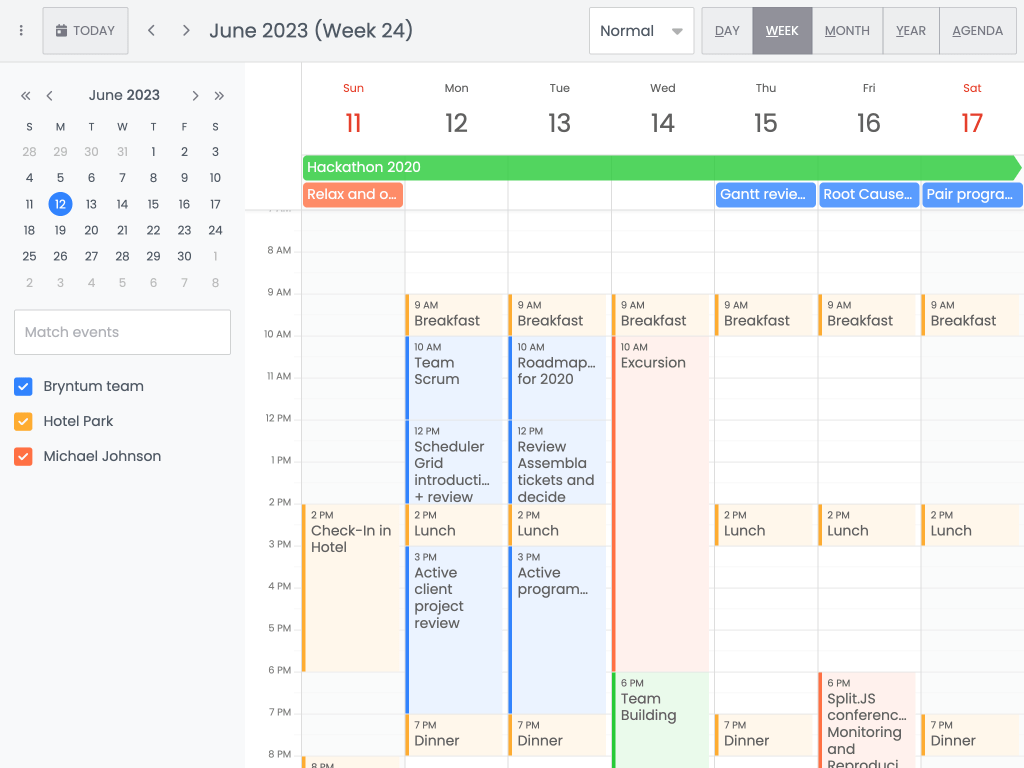 TODAY
June 2023 (Week 24)
Normal
DAY
WEEK
MONTH
YEAR
AGENDA
June 2023
S M T W T F S
28 29 30 31 1 2 3
4 5 6 7 8 9 10
11 12 13 14 15 16 17
18 19 20 21 22 23 24
25 26 27 28 29 30 1
2 3 4 5 6 7 8
Match events
Bryntum team
Hotel Park
Michael Johnson
Sun Mon Tue Wed Thu Fri Sat
11 12 13 14 15 16 17
Hackathon 2020
Relax and o...
Gantt revie...
Root Cause...
Pair progra...
8 AM
9 AM
10 AM
11 AM
12 PM
1 PM
2 PM
3 PM
4 PM
5 PM
6 PM
7 PM
8 PM
2 PM
Check-In in
Hotel
8 PM
9 AM
Breakfast
10 AM
Team
Scrum
12 PM
Scheduler
Grid
introducti...
+ review
2 PM
Lunch
3 PM
Active
client
project
review
7 PM
Dinner
9 AM
Breakfast
10 AM
Roadmap...
for 2020
12 PM
Review
Assembla
tickets and
decide
2 PM
Lunch
3 PM
Active
program...
7 PM
Dinner
9 AM
Breakfast
10 AM
Excursion
6 PM
Team
Building
9 AM
Breakfast
2 PM
Lunch
7 PM
Dinner
9 AM
Breakfast
2 PM
Lunch
6 PM
Split.JS
conferenc...
Monitoring
and
Reproduci
9 AM
Breakfast
2 PM
Lunch
7 PM
Dinner